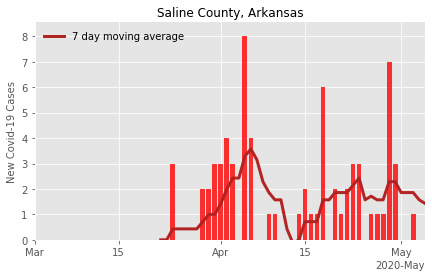 Saline County, Arkansas
7 day moving average
New Covid-19 Cases
8
7
6
5
4
3
2
1
0
Mar 15 Apr 15 May
2020-May